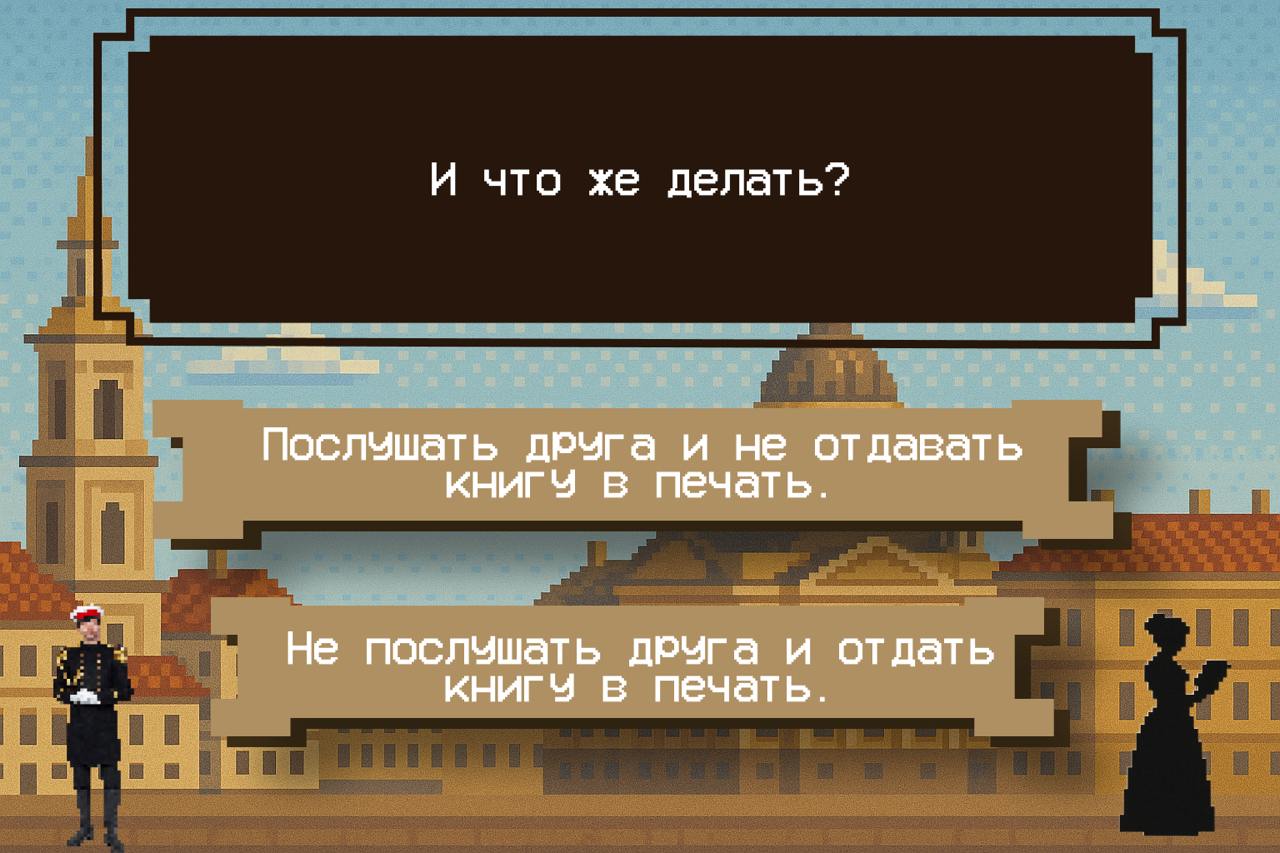 И что же делать?
Послушать друга и не отдавать
книгу в печать.
Не послушать друга и отдать
книгу в печать.